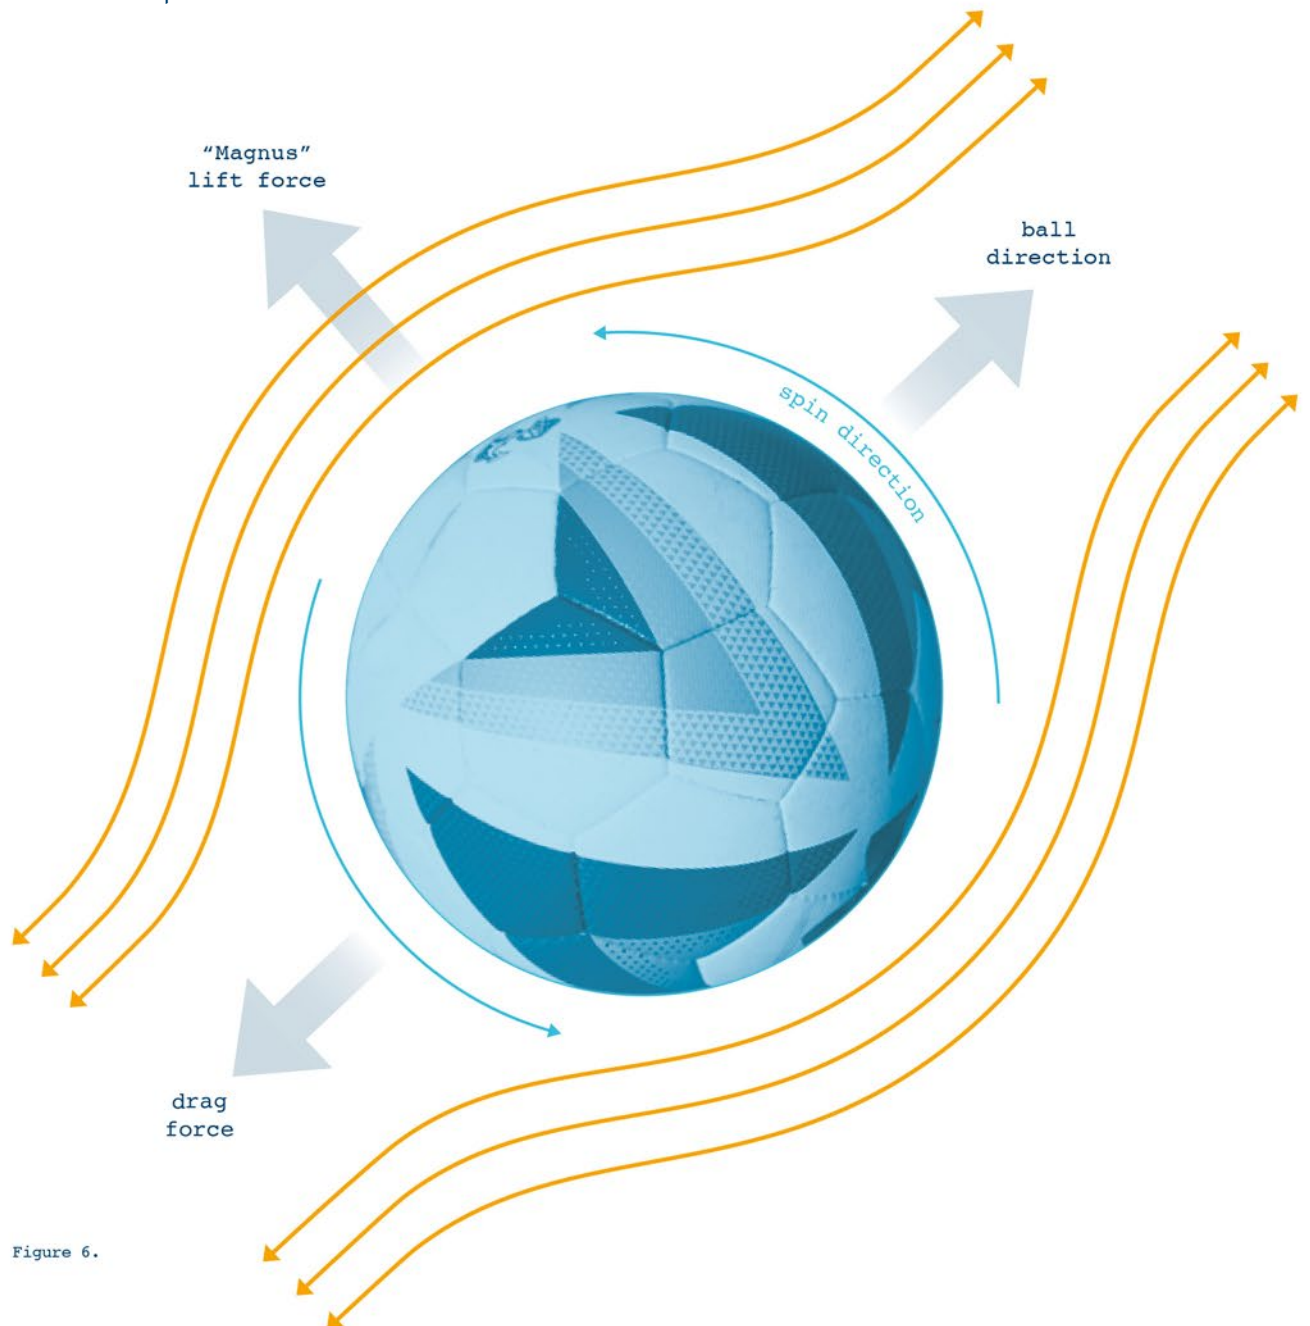 “Magnus”
lift force
ball
direction
spin direction
drag
force
Figure 6.